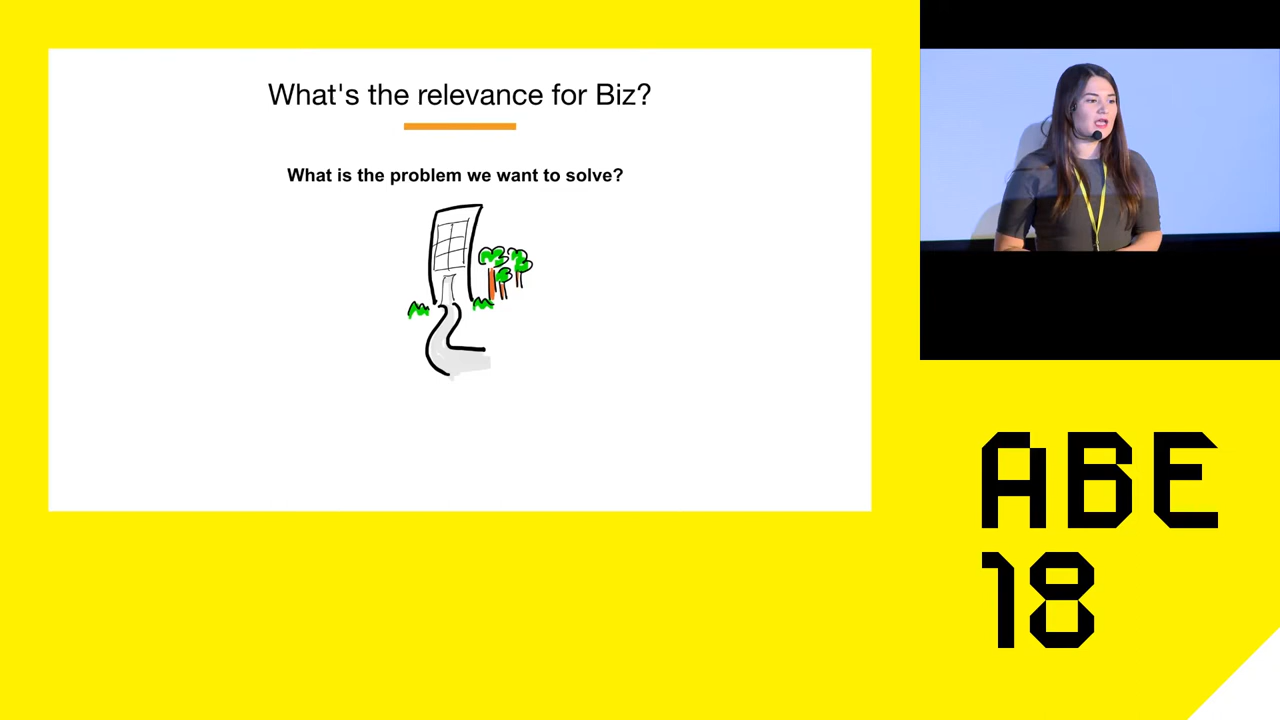 What's the relevance for Biz?
What is the problem we want to solve?
ABE
18